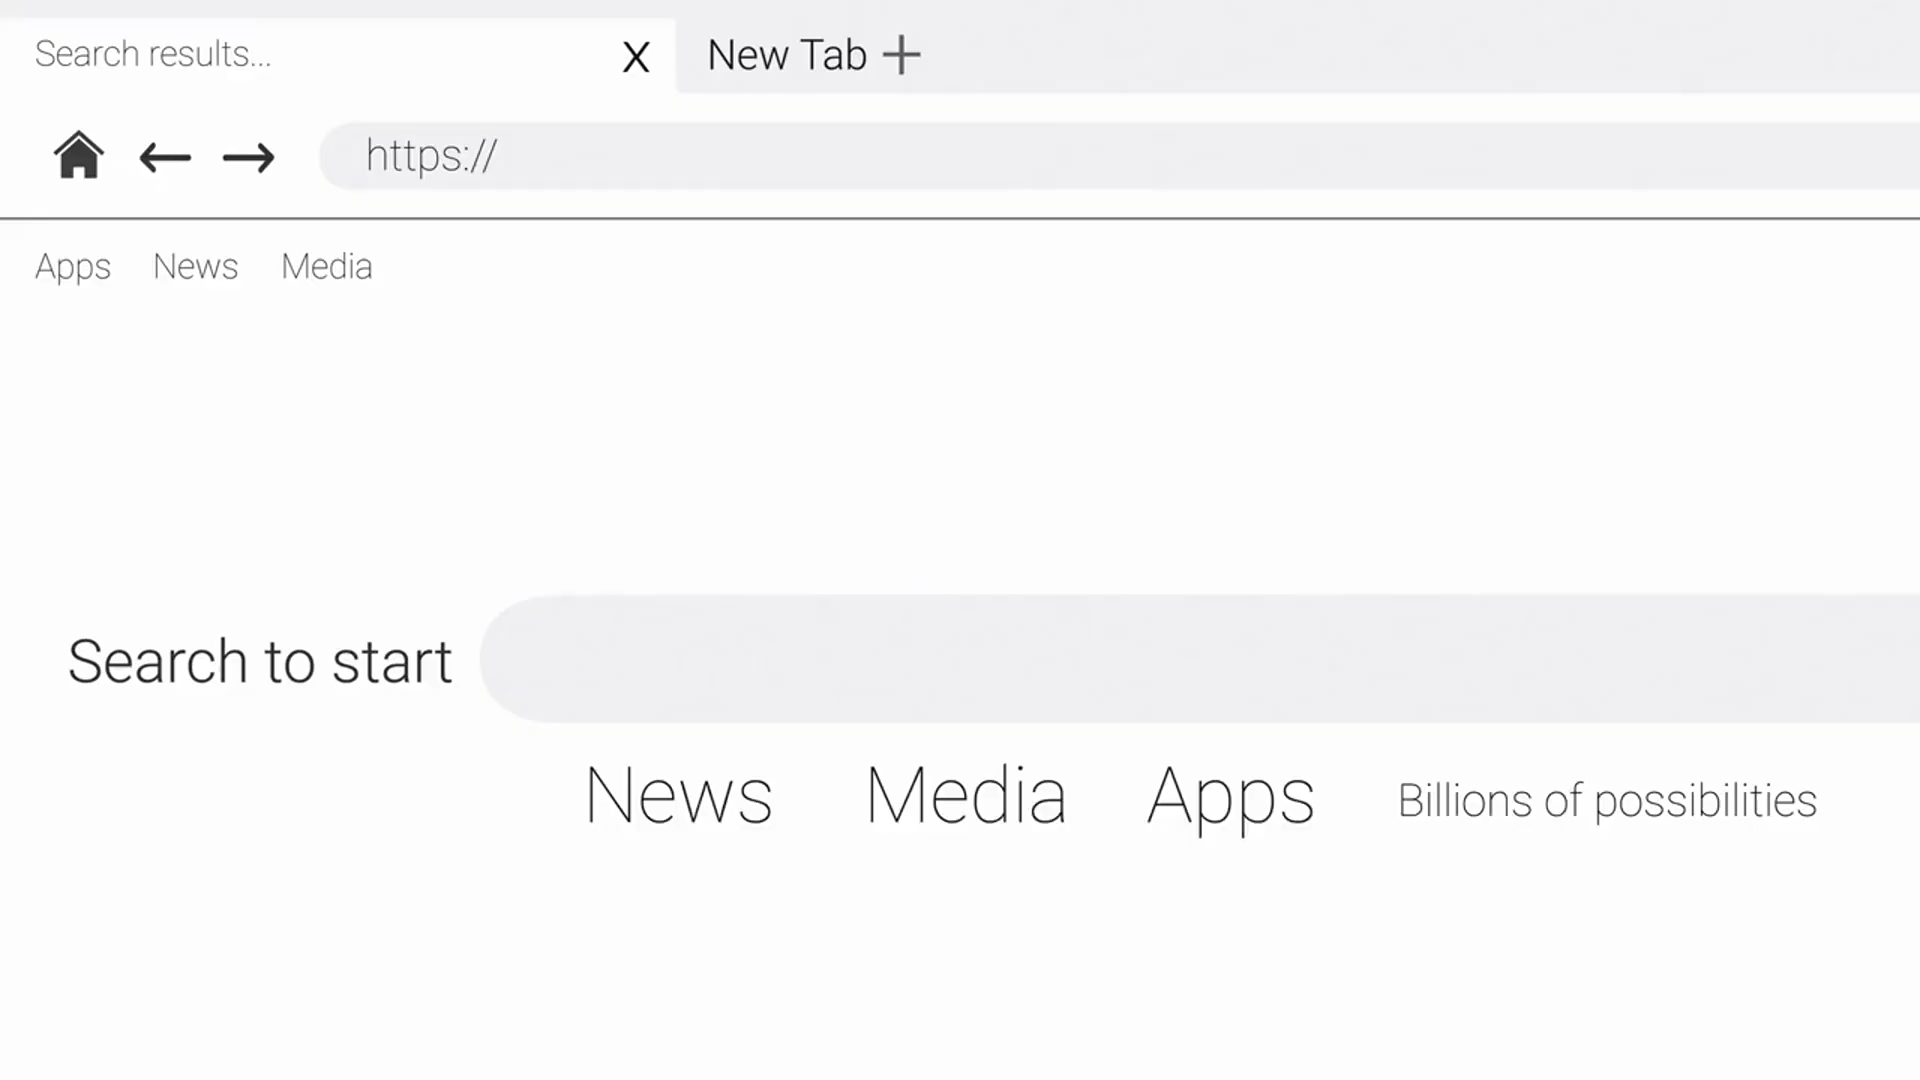 Search results... X New Tab +
https://
Apps News Media
Search to start
News Media Apps Billions of possibilities